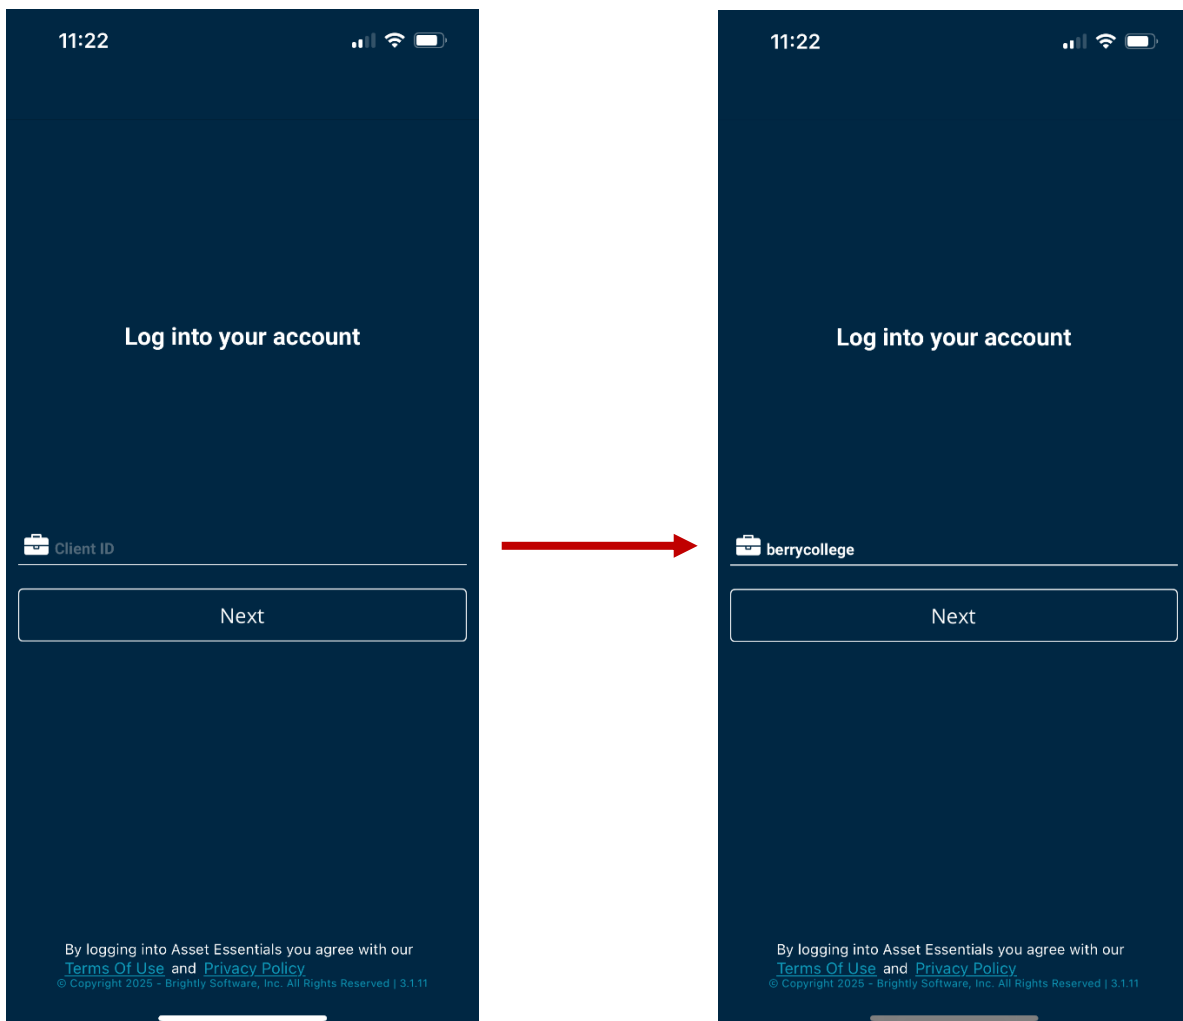 11:22
Log into your account
Client ID
Next
By logging into Asset Essentials you agree with our
Terms Of Use and Privacy Policy
© Copyright 2025 - Brightly Software, Inc. All Rights Reserved | 3.1.11
11:22
Log into your account
berrycollege
Next
By logging into Asset Essentials you agree with our
Terms Of Use and Privacy Policy
© Copyright 2025 - Brightly Software, Inc. All Rights Reserved | 3.1.11